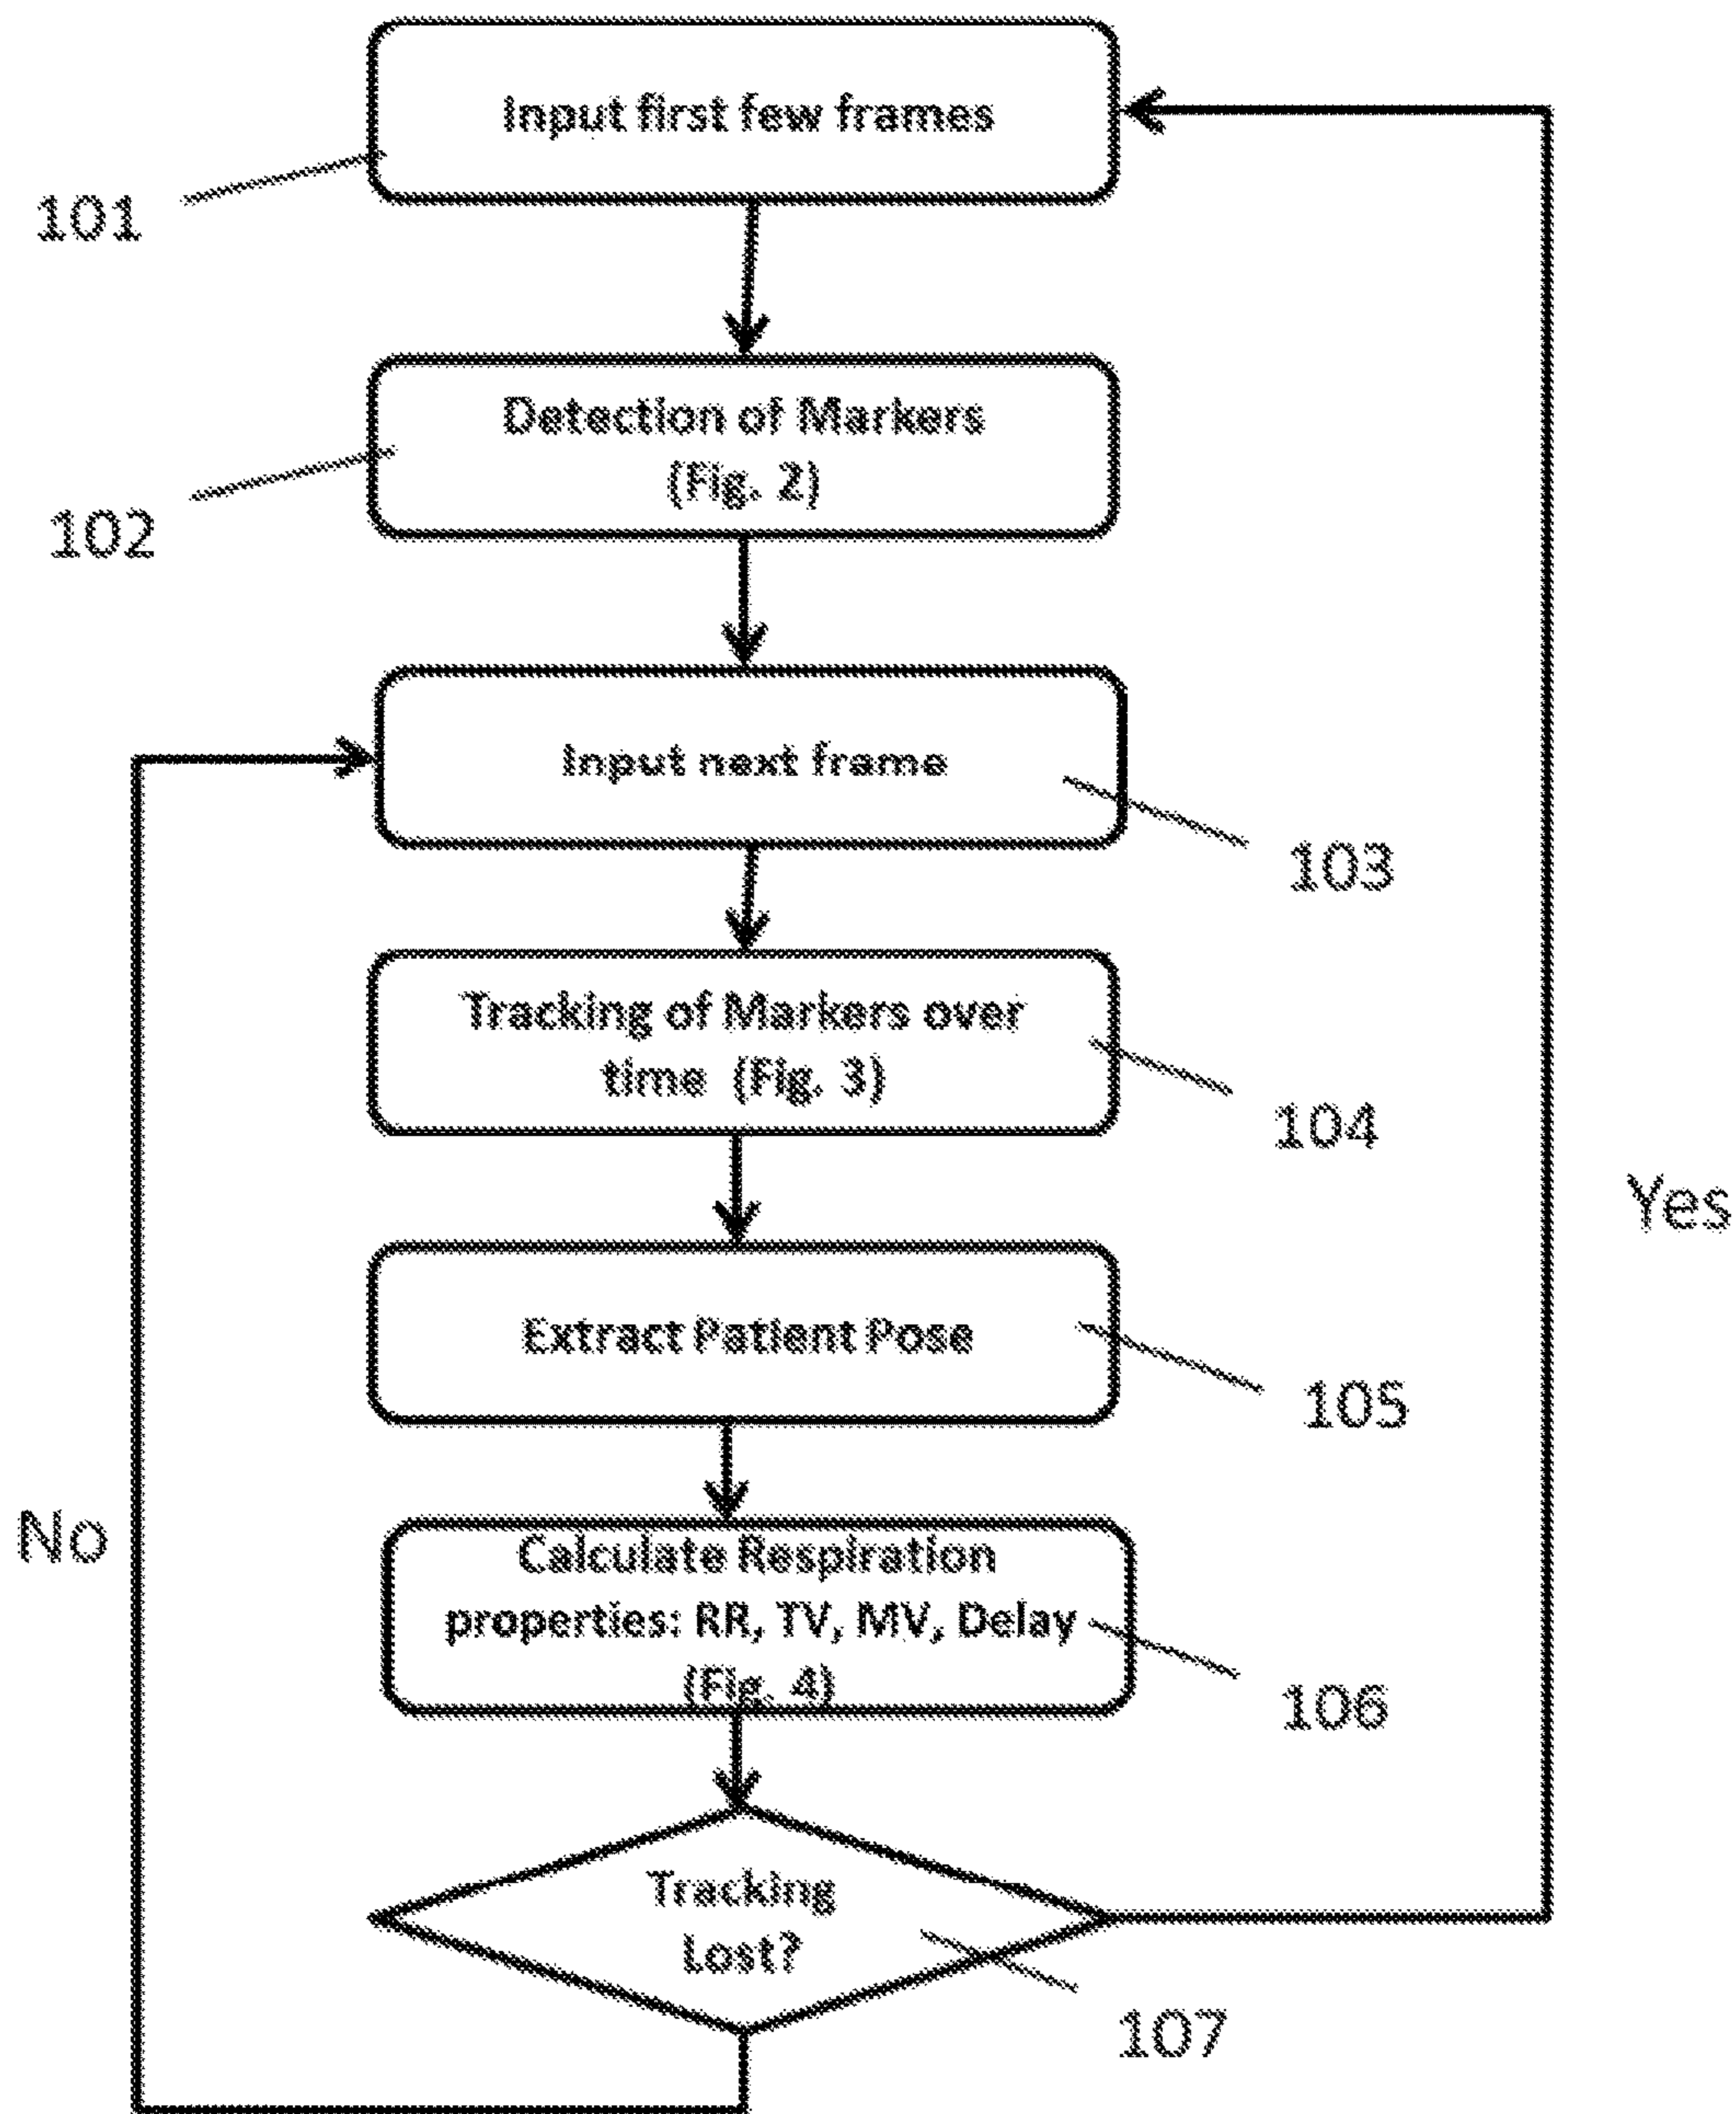 Input first few frames
101
Detection of Markers
(Fig. 2)
102
Input next frame
103
Tracking of Markers over
time (Fig. 3)
104
Extract Patient Pose
105
Yes
No
Calculate Respiration
properties: RR, TV, MV, Delay
(Fig. 4)
106
Tracking
Lost?
107